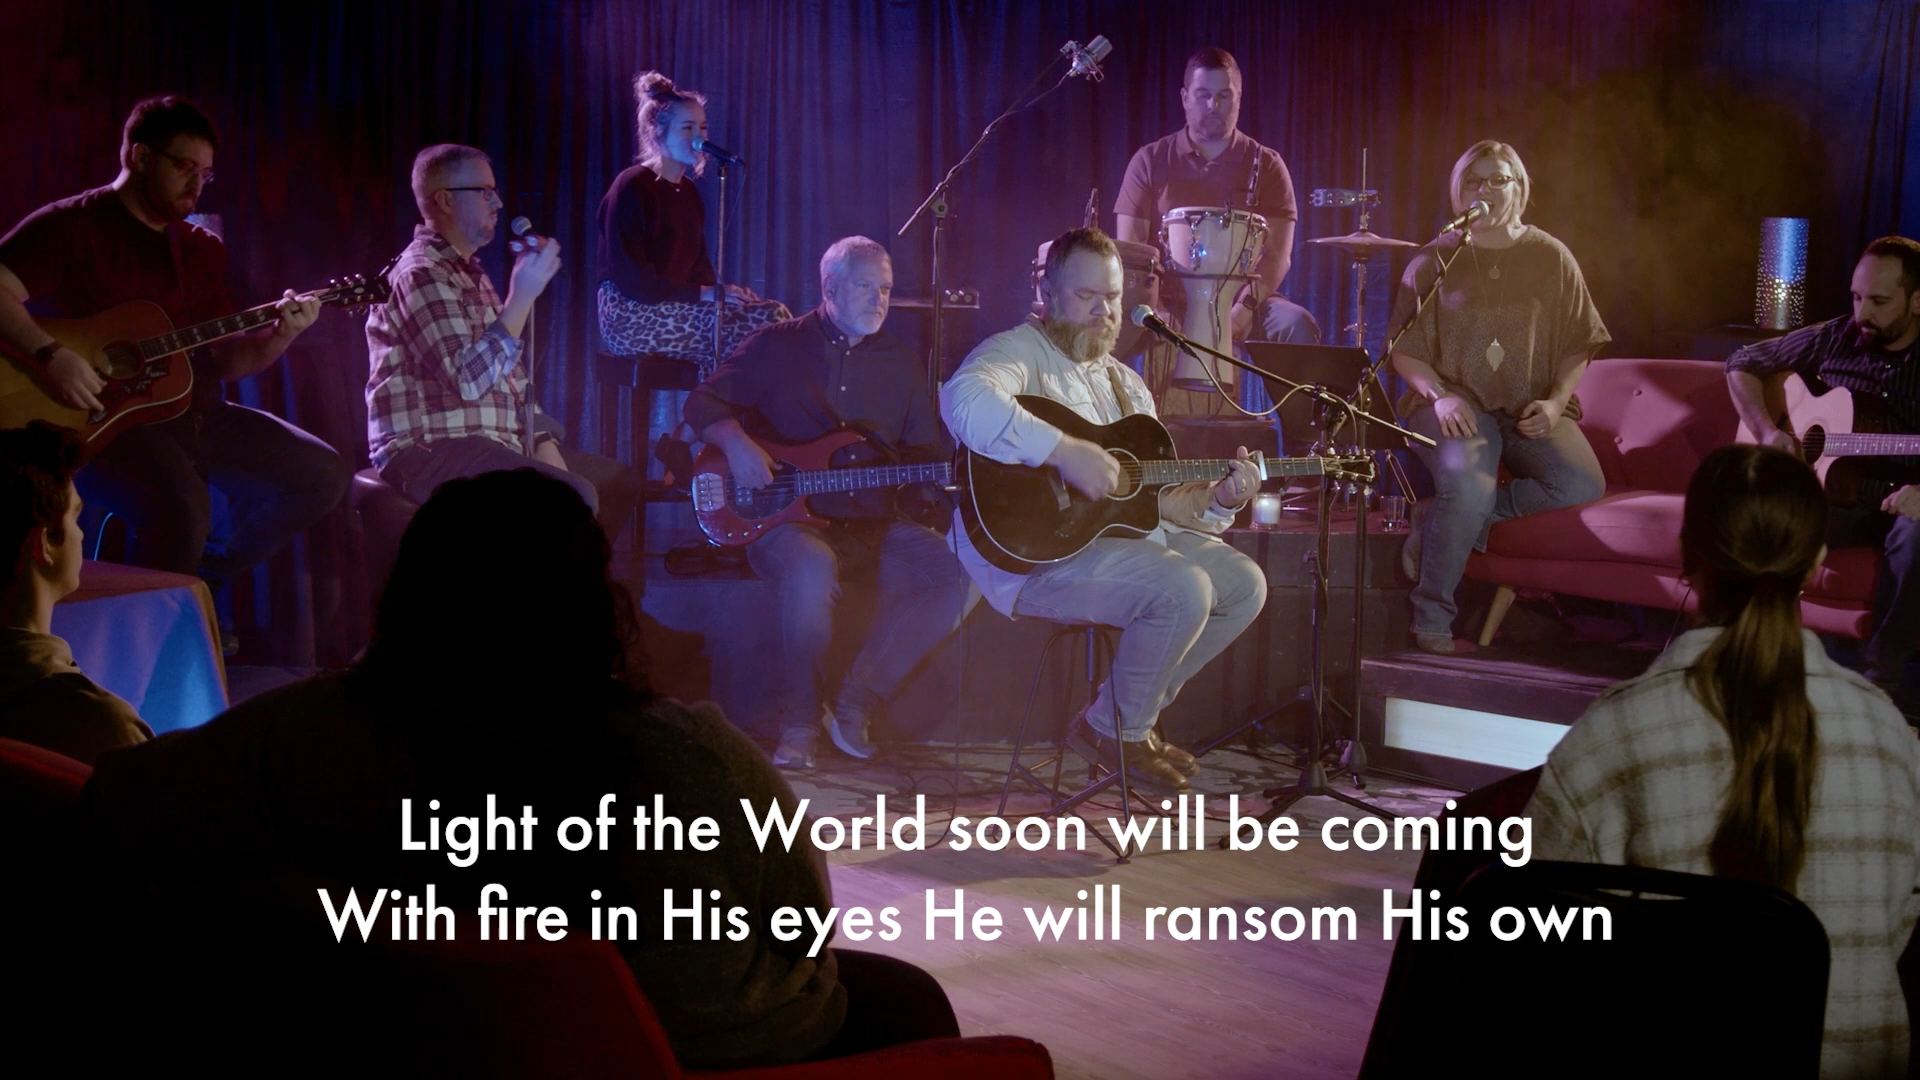 Light of the World soon will be coming
With fire in His eyes He will ransom His own